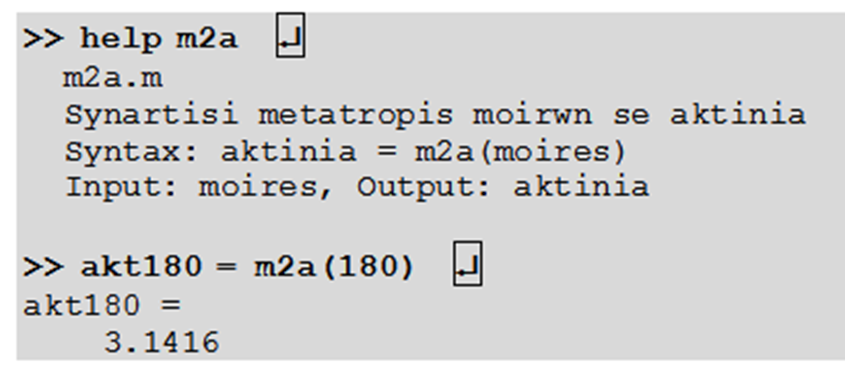 >> help m2a ↵
m2a.m
Synartisi metatropis moirwn se aktinia
Syntax: aktinia = m2a(moires)
Input: moires, Output: aktinia
>> akt180 = m2a(180) ↵
akt180 =
3.1416